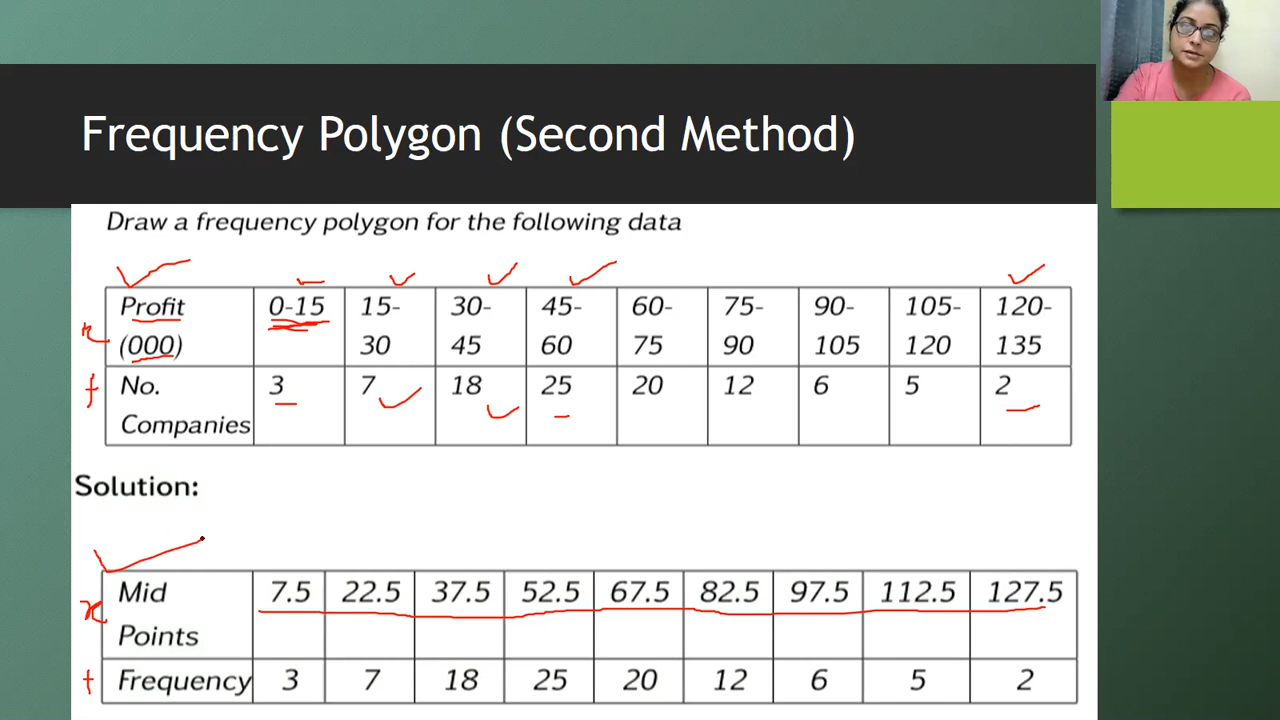 Frequency Polygon (Second Method)
Draw a frequency polygon for the following data
Profit 0-15 15- 30- 45- 60- 75- 90- 105- 120-
x (000) 30 45 60 75 90 105 120 135
f No. 3 7 18 25 20 12 6 5 2
Companies
Solution:
Mid 7.5 22.5 37.5 52.5 67.5 82.5 97.5 112.5 127.5
x Points
f Frequency 3 7 18 25 20 12 6 5 2